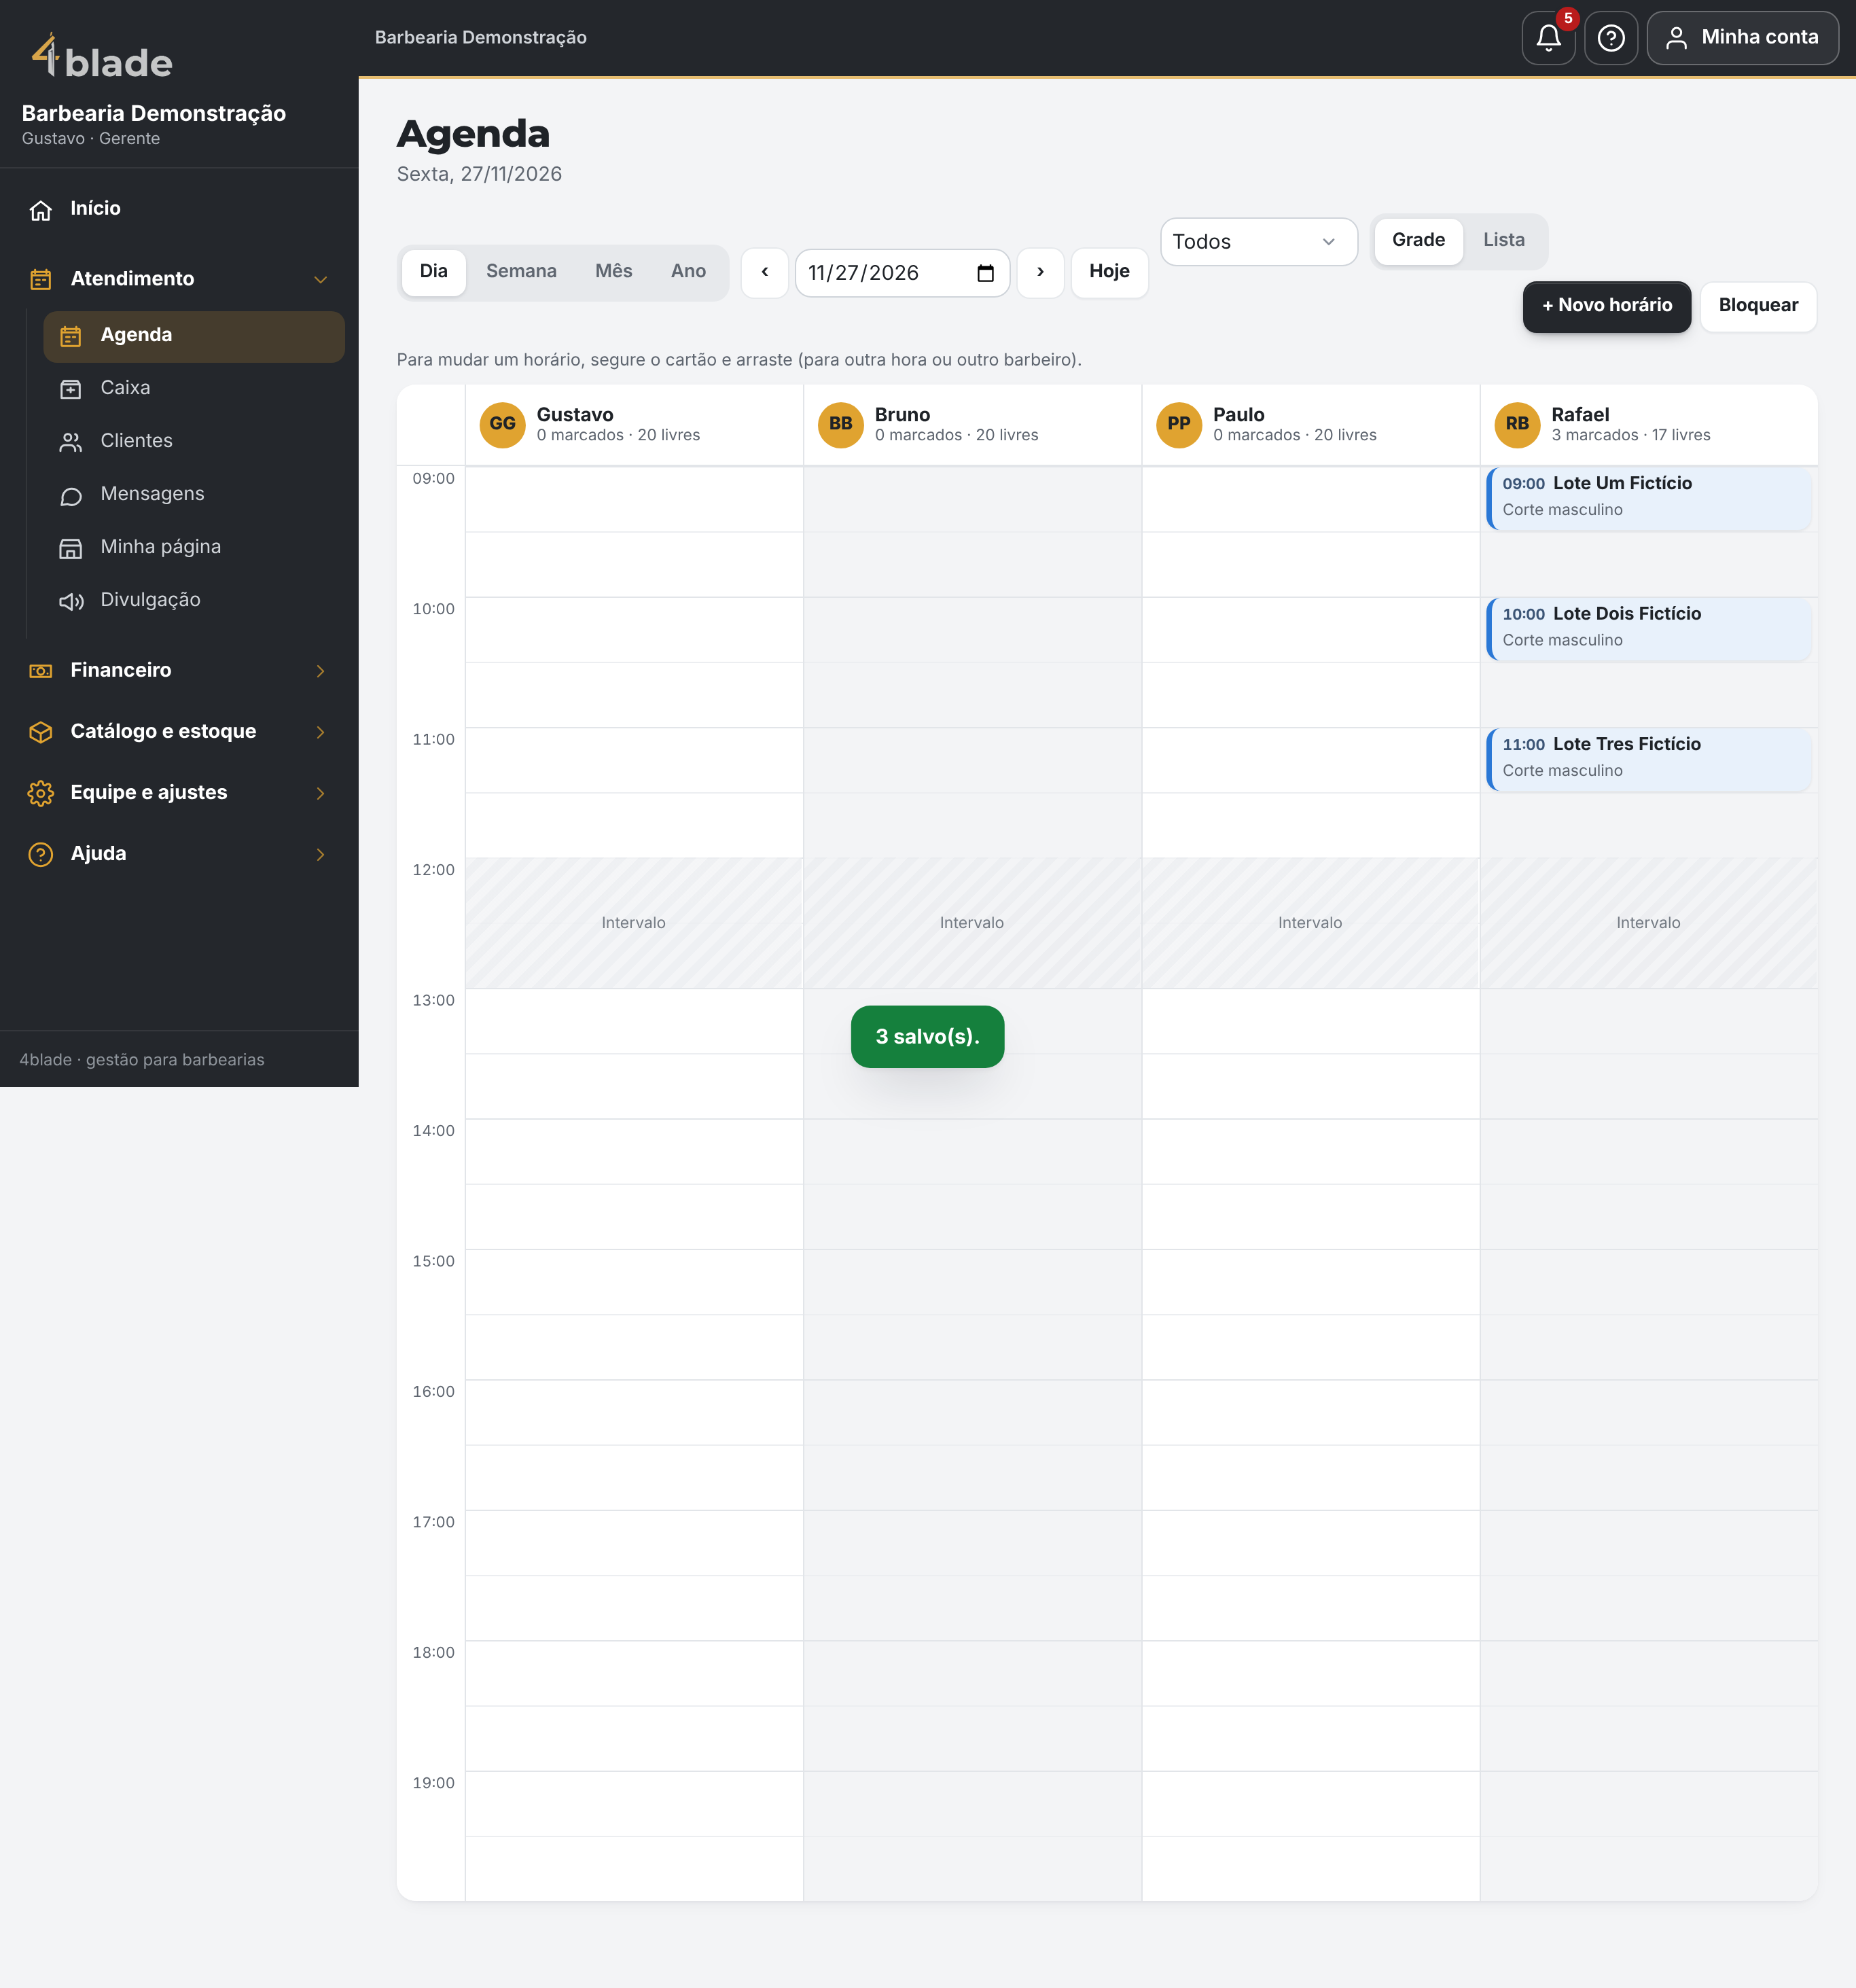 4blade
Barbearia Demonstração
Gustavo · Gerente
Início
Atendimento
Agenda
Caixa
Clientes
Mensagens
Minha página
Divulgação
Financeiro
Catálogo e estoque
Equipe e ajustes
Ajuda
4blade · gestão para barbearias
Barbearia Demonstração
5
Minha conta
Agenda
Sexta, 27/11/2026
Dia Semana Mês Ano
‹ 11/27/2026 › Hoje
Todos
Grade Lista
+ Novo horário Bloquear
Para mudar um horário, segure o cartão e arraste (para outra hora ou outro barbeiro).
GG Gustavo
0 marcados · 20 livres
BB Bruno
0 marcados · 20 livres
PP Paulo
0 marcados · 20 livres
RB Rafael
3 marcados · 17 livres
09:00
09:00 Lote Um Fictício
Corte masculino
10:00
10:00 Lote Dois Fictício
Corte masculino
11:00
11:00 Lote Tres Fictício
Corte masculino
12:00
Intervalo Intervalo Intervalo Intervalo
13:00
3 salvo(s).
14:00
15:00
16:00
17:00
18:00
19:00